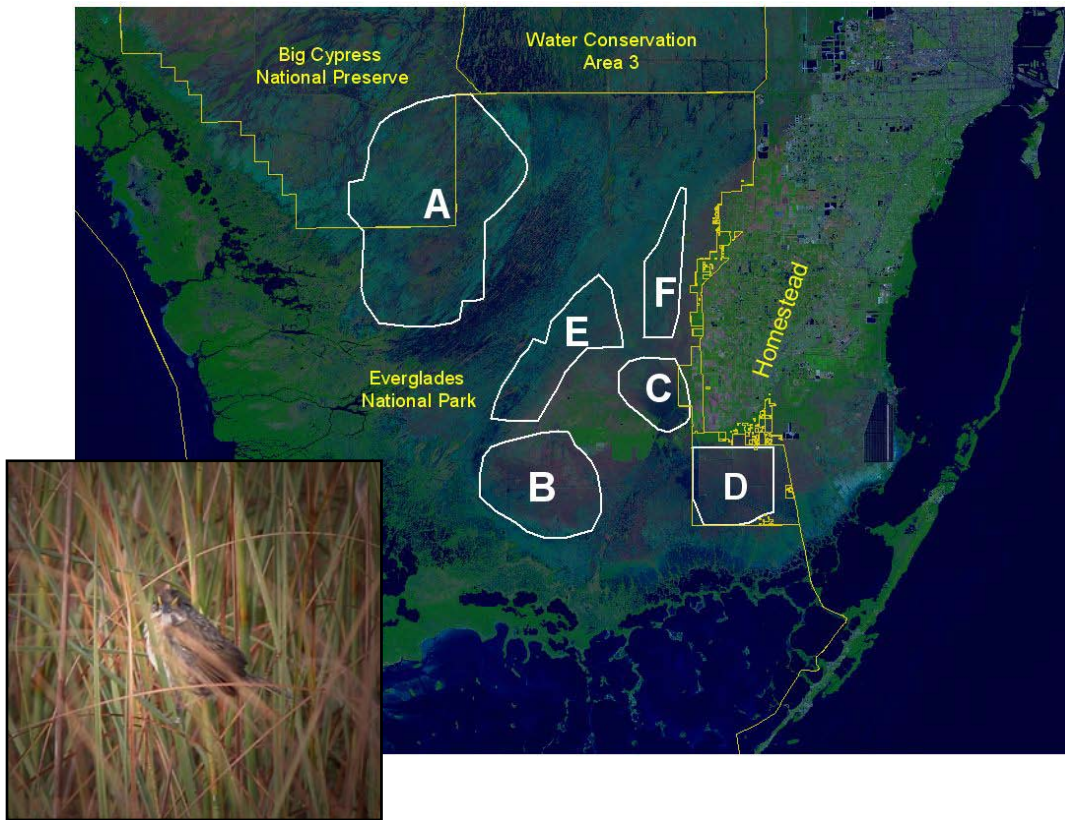 Big Cypress
National Preserve
Water Conservation
Area 3
A
F
E
Homestead
C
Everglades
National Park
B
D